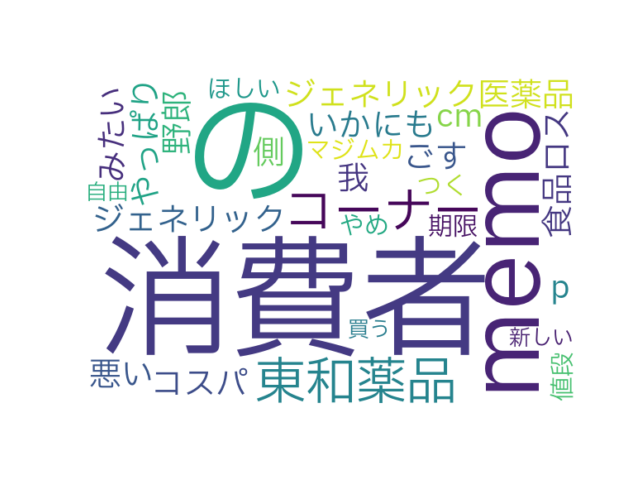 ほしい
ジェネリック医薬品
みたい
やっぱり
野郎
の
側
いかにも
cm
マジムカ
ごす
食品ロス
memo
自由
我
つく
ジェネリック
コーナー
やめ
期限
消費者
p
買う
新しい
悪い
コスパ
東和薬品
値段